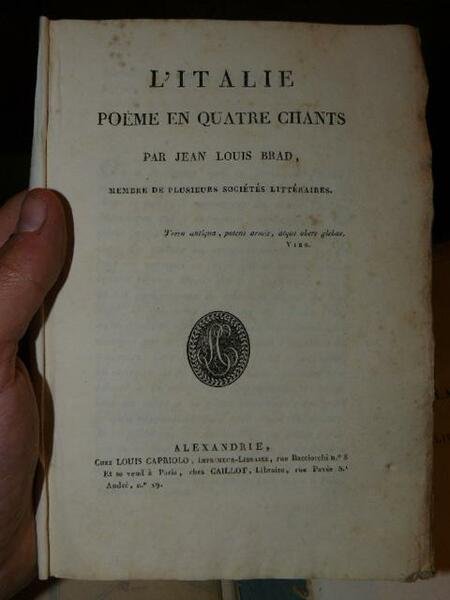 L'ITALIE
POÈME EN QUATRE CHANTS
PAR JEAN LOUIS BRAD,
MEMBRE DE PLUSIEURS SOCIÉTÉS LITTÉRAIRES.
Terra antiqua, potens armis, atque ubere glebae.
VIRG.
ALEXANDRIE,
CHEZ LOUIS CAPRIOLO, IMPRIMEUR-LIBRAIRE, rue Bacciochi n.º 8
Et se vend à Paris, chez CAILLOT, Libraire, rue Pavée S.ᵗ
André, n.º 19.